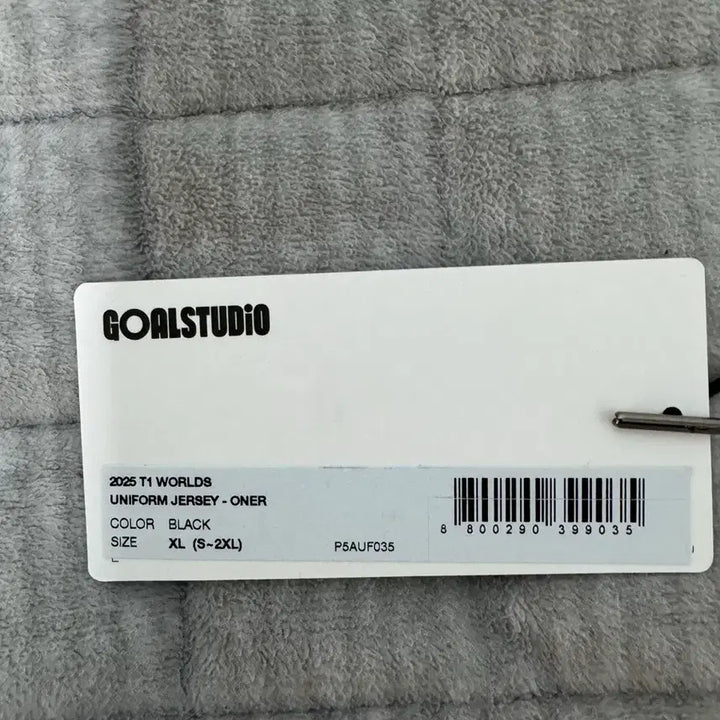 GOALSTUDiO
2025 T1 WORLDS
UNIFORM JERSEY - ONER
COLOR BLACK
SIZE XL (S~2XL)
P5AUF035
8 800290 399035